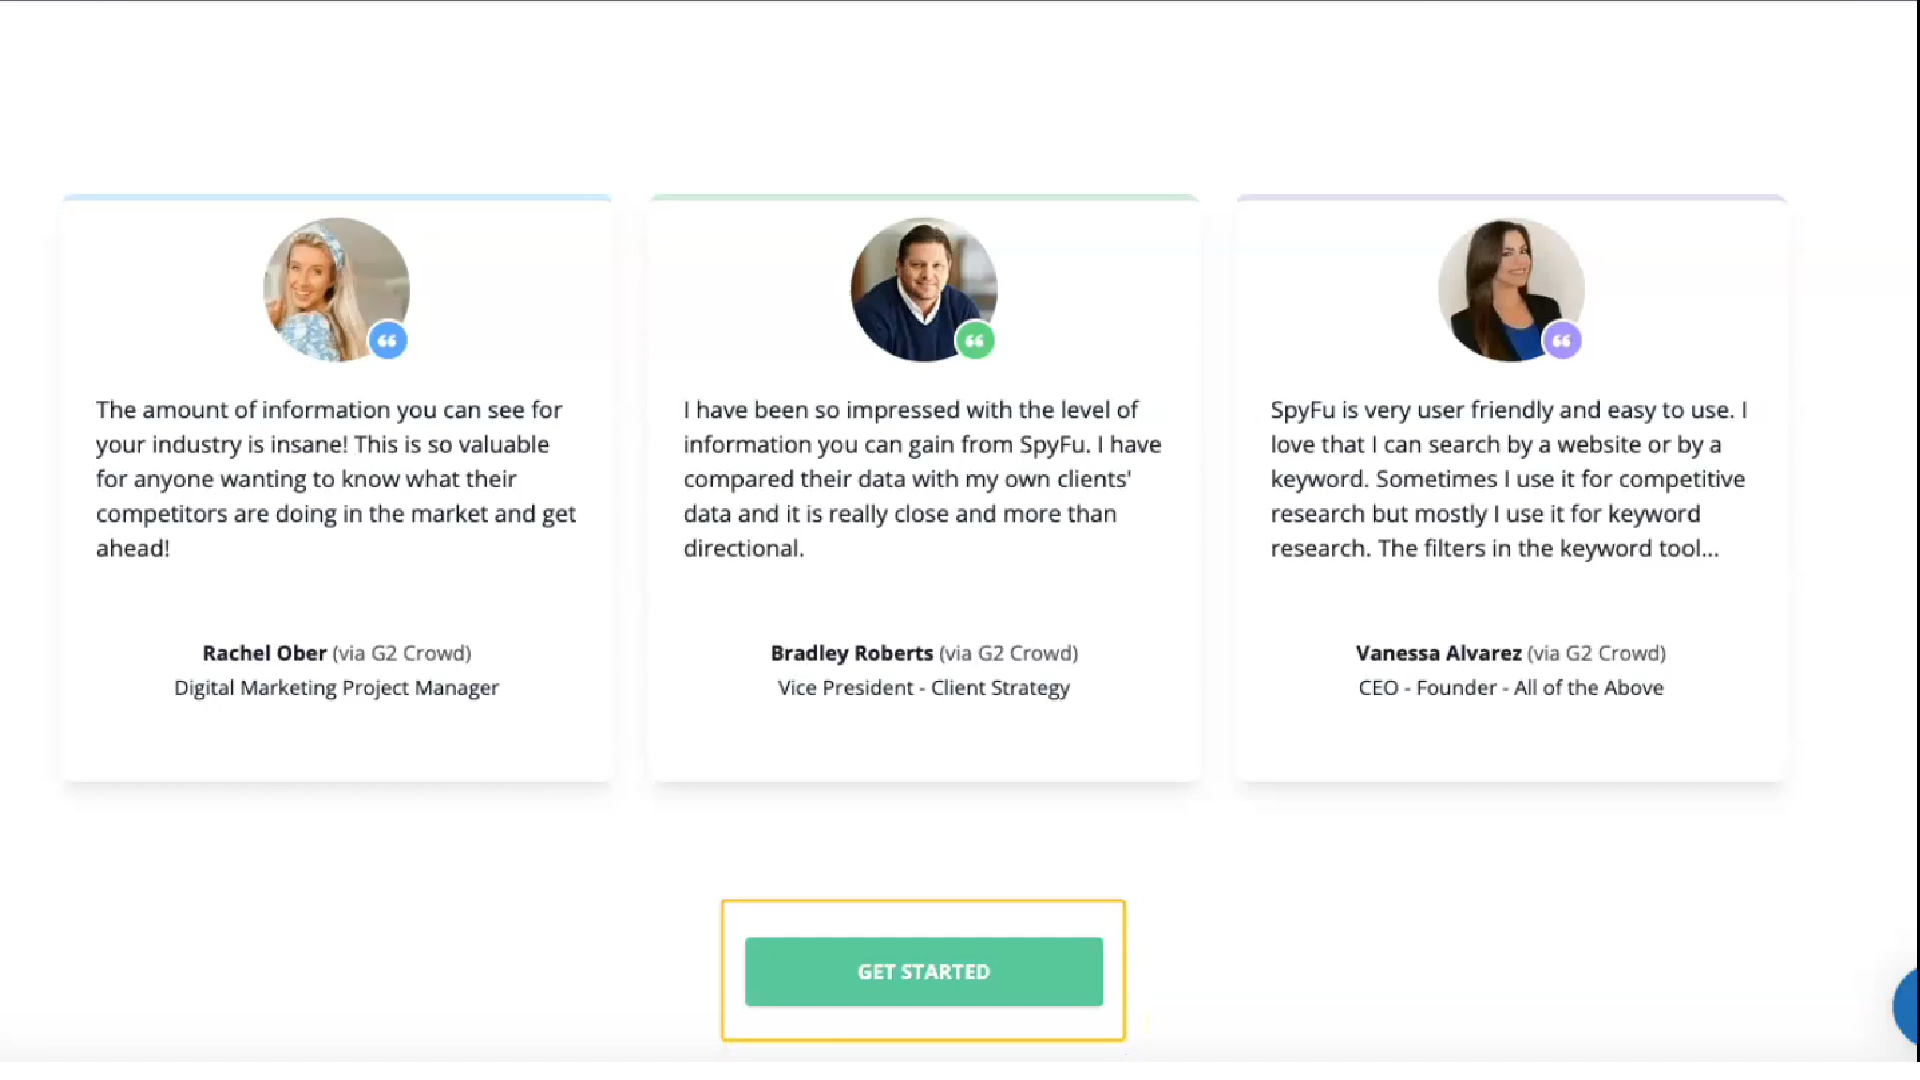 The amount of information you can see for
your industry is insane! This is so valuable
for anyone wanting to know what their
competitors are doing in the market and get
ahead!
Rachel Ober (via G2 Crowd)
Digital Marketing Project Manager
I have been so impressed with the level of
information you can gain from SpyFu. I have
compared their data with my own clients'
data and it is really close and more than
directional.
Bradley Roberts (via G2 Crowd)
Vice President - Client Strategy
SpyFu is very user friendly and easy to use. I
love that I can search by a website or by a
keyword. Sometimes I use it for competitive
research but mostly I use it for keyword
research. The filters in the keyword tool...
Vanessa Alvarez (via G2 Crowd)
CEO - Founder - All of the Above
GET STARTED